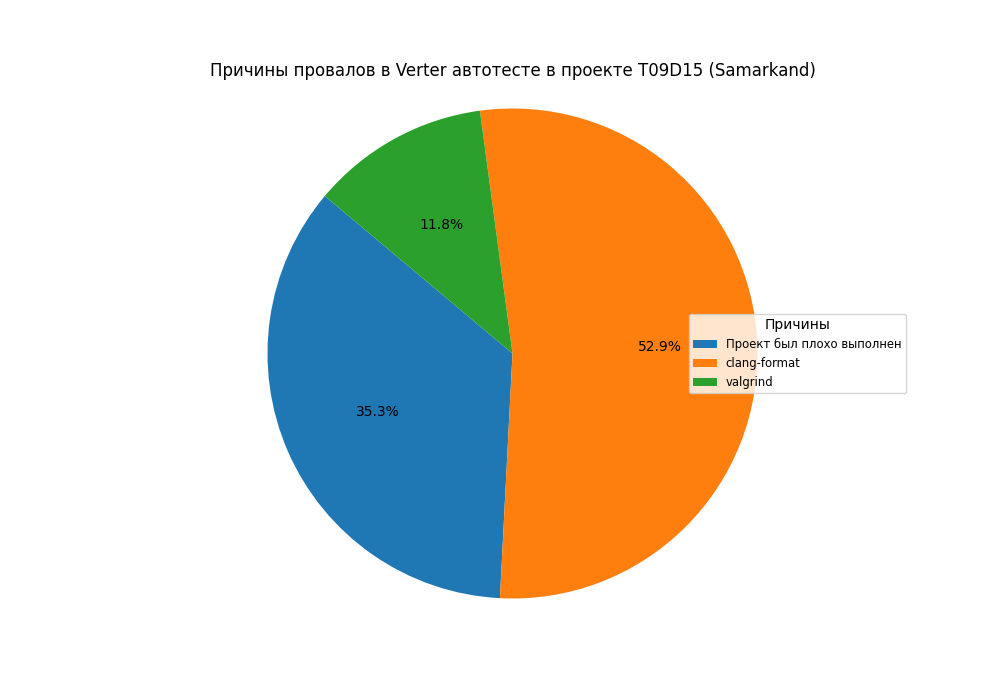 Причины провалов в Verter автотесте в проекте T09D15 (Samarkand)
11.8%
52.9%
35.3%
Причины
Проект был плохо выполнен
clang-format
valgrind